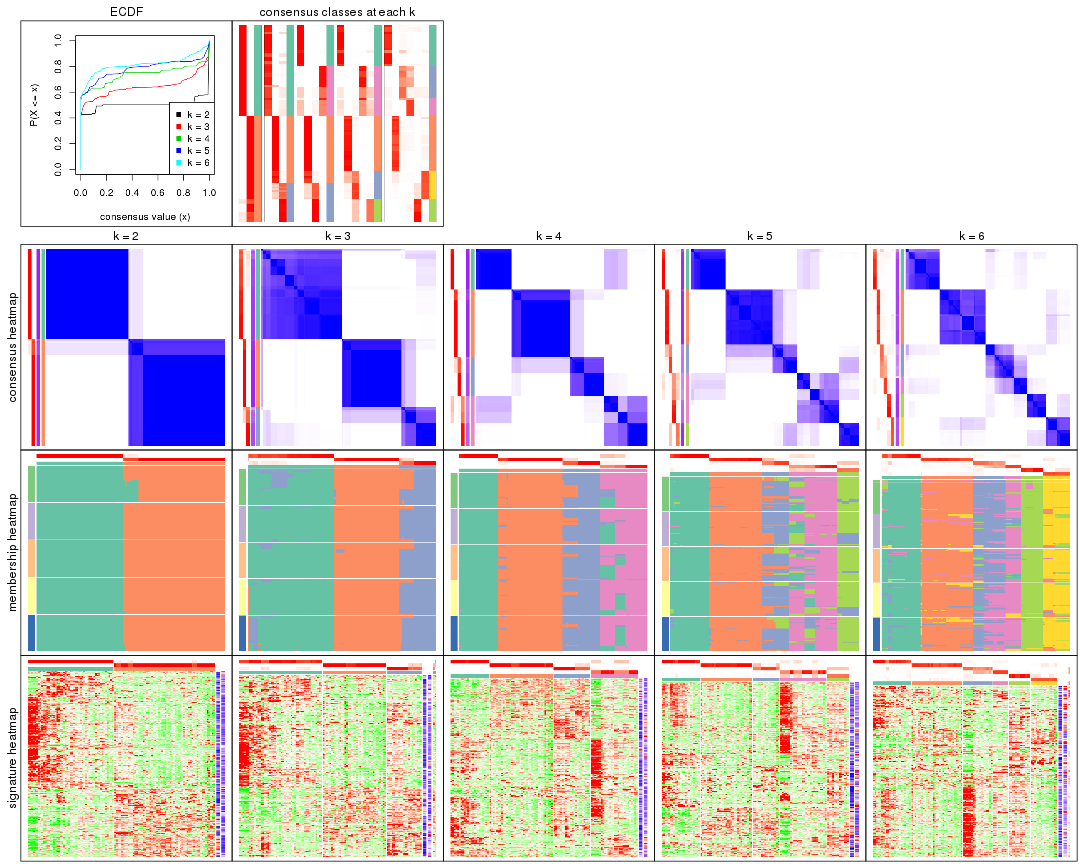 ECDF
consensus classes at each k
P(X <= x)
0.0
0.2
0.4
0.6
0.8
1.0
k = 2
k = 3
k = 4
k = 5
k = 6
0.0 0.2 0.4 0.6 0.8 1.0
consensus value (x)
k = 2 k = 3 k = 4 k = 5 k = 6
consensus heatmap
membership heatmap
signature heatmap